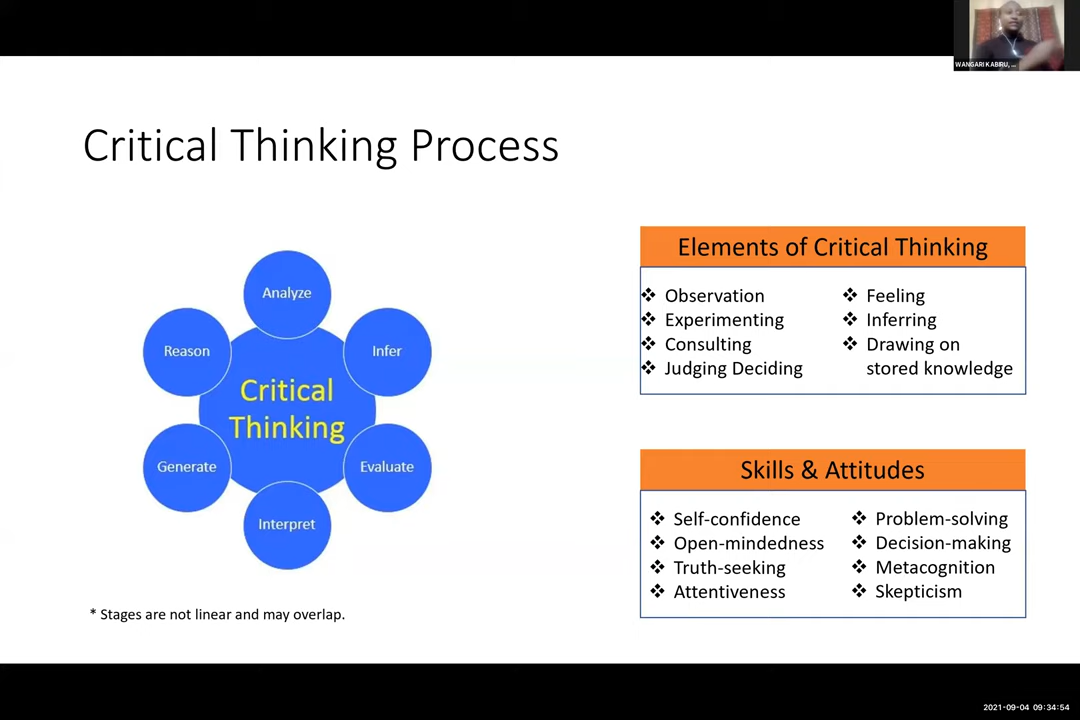 WANGARI KABIRU, ...
Critical Thinking Process
Analyze
Reason
Infer
Critical
Thinking
Generate
Evaluate
Interpret
* Stages are not linear and may overlap.
Elements of Critical Thinking
❖ Observation
❖ Experimenting
❖ Consulting
❖ Judging Deciding
❖ Feeling
❖ Inferring
❖ Drawing on
stored knowledge
Skills & Attitudes
❖ Self-confidence
❖ Open-mindedness
❖ Truth-seeking
❖ Attentiveness
❖ Problem-solving
❖ Decision-making
❖ Metacognition
❖ Skepticism
2021-09-04 09:34:54